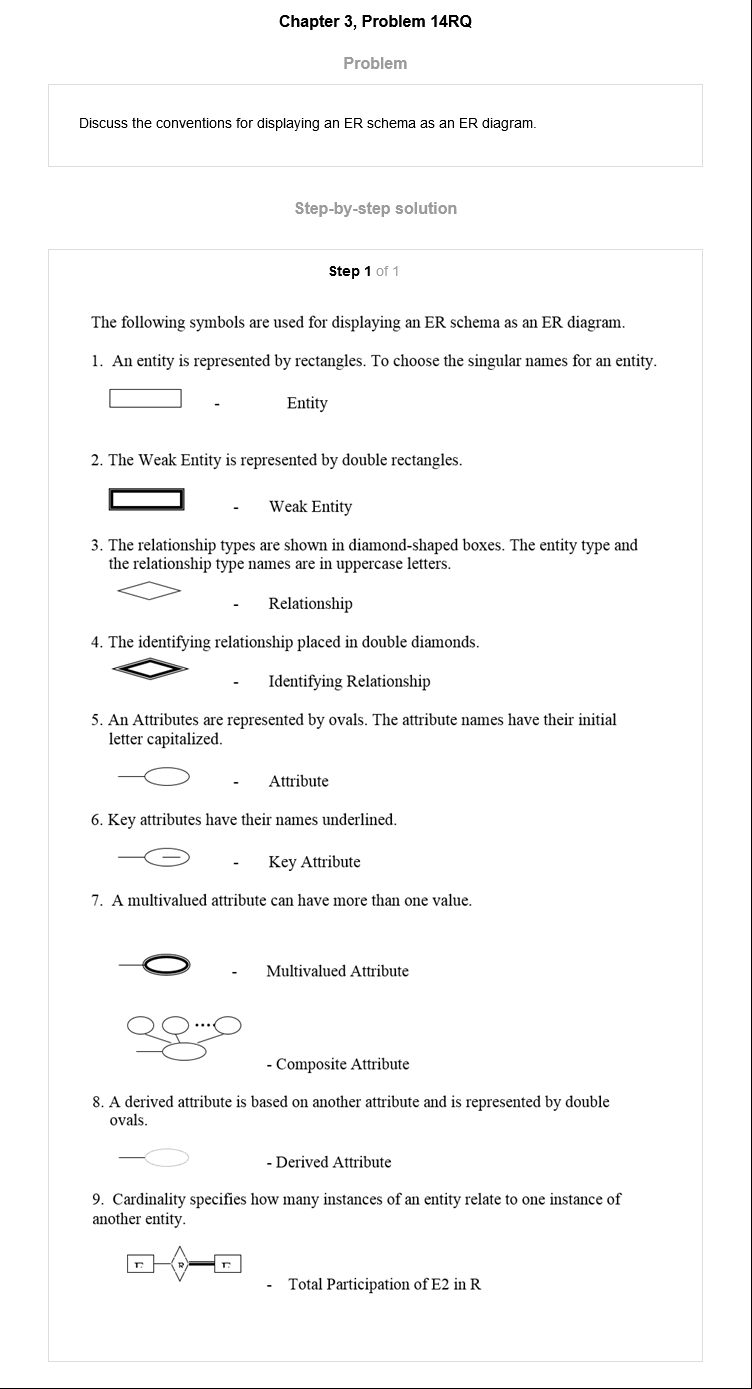 Chapter 3, Problem 14RQ
Problem
Discuss the conventions for displaying an ER schema as an ER diagram.
Step-by-step solution
Step 1 of 1
The following symbols are used for displaying an ER schema as an ER diagram.
1. An entity is represented by rectangles. To choose the singular names for an entity.
- Entity
2. The Weak Entity is represented by double rectangles.
- Weak Entity
3. The relationship types are shown in diamond-shaped boxes. The entity type and
the relationship type names are in uppercase letters.
- Relationship
4. The identifying relationship placed in double diamonds.
- Identifying Relationship
5. An Attributes are represented by ovals. The attribute names have their initial
letter capitalized.
- Attribute
6. Key attributes have their names underlined.
- Key Attribute
7. A multivalued attribute can have more than one value.
- Multivalued Attribute
- Composite Attribute
8. A derived attribute is based on another attribute and is represented by double
ovals.
- Derived Attribute
9. Cardinality specifies how many instances of an entity relate to one instance of
another entity.
R
- Total Participation of E2 in R